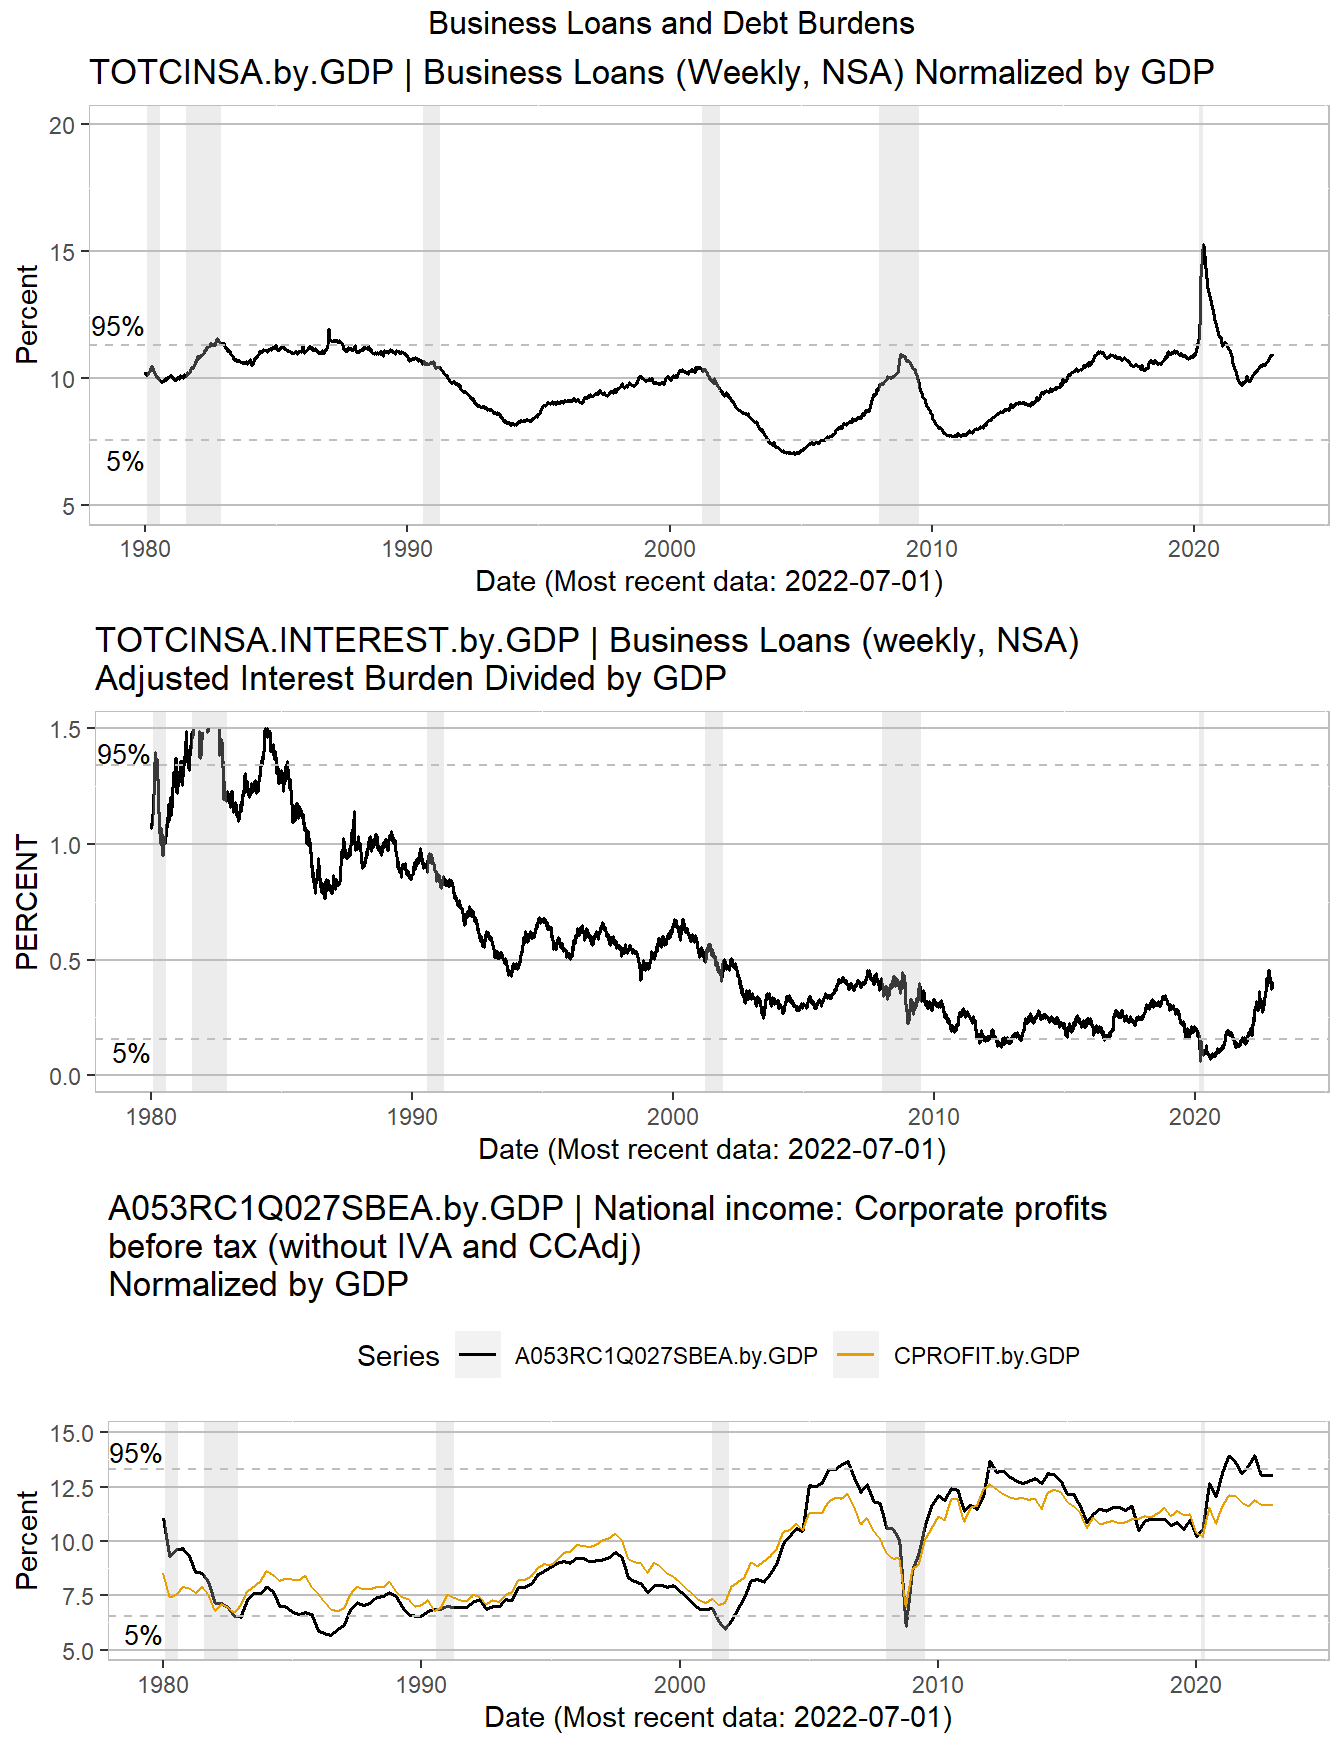 Business Loans and Debt Burdens
TOTCINSA.by.GDP | Business Loans (Weekly, NSA) Normalized by GDP
Percent
20
15
10
5
95%
5%
1980 1990 2000 2010 2020
Date (Most recent data: 2022-07-01)
TOTCINSA.INTEREST.by.GDP | Business Loans (weekly, NSA)
Adjusted Interest Burden Divided by GDP
PERCENT
1.5
1.0
0.5
0.0
95%
5%
1980 1990 2000 2010 2020
Date (Most recent data: 2022-07-01)
A053RC1Q027SBEA.by.GDP | National income: Corporate profits
before tax (without IVA and CCAdj)
Normalized by GDP
Series A053RC1Q027SBEA.by.GDP CPROFIT.by.GDP
Percent
15.0
12.5
10.0
7.5
5.0
95%
5%
1980 1990 2000 2010 2020
Date (Most recent data: 2022-07-01)